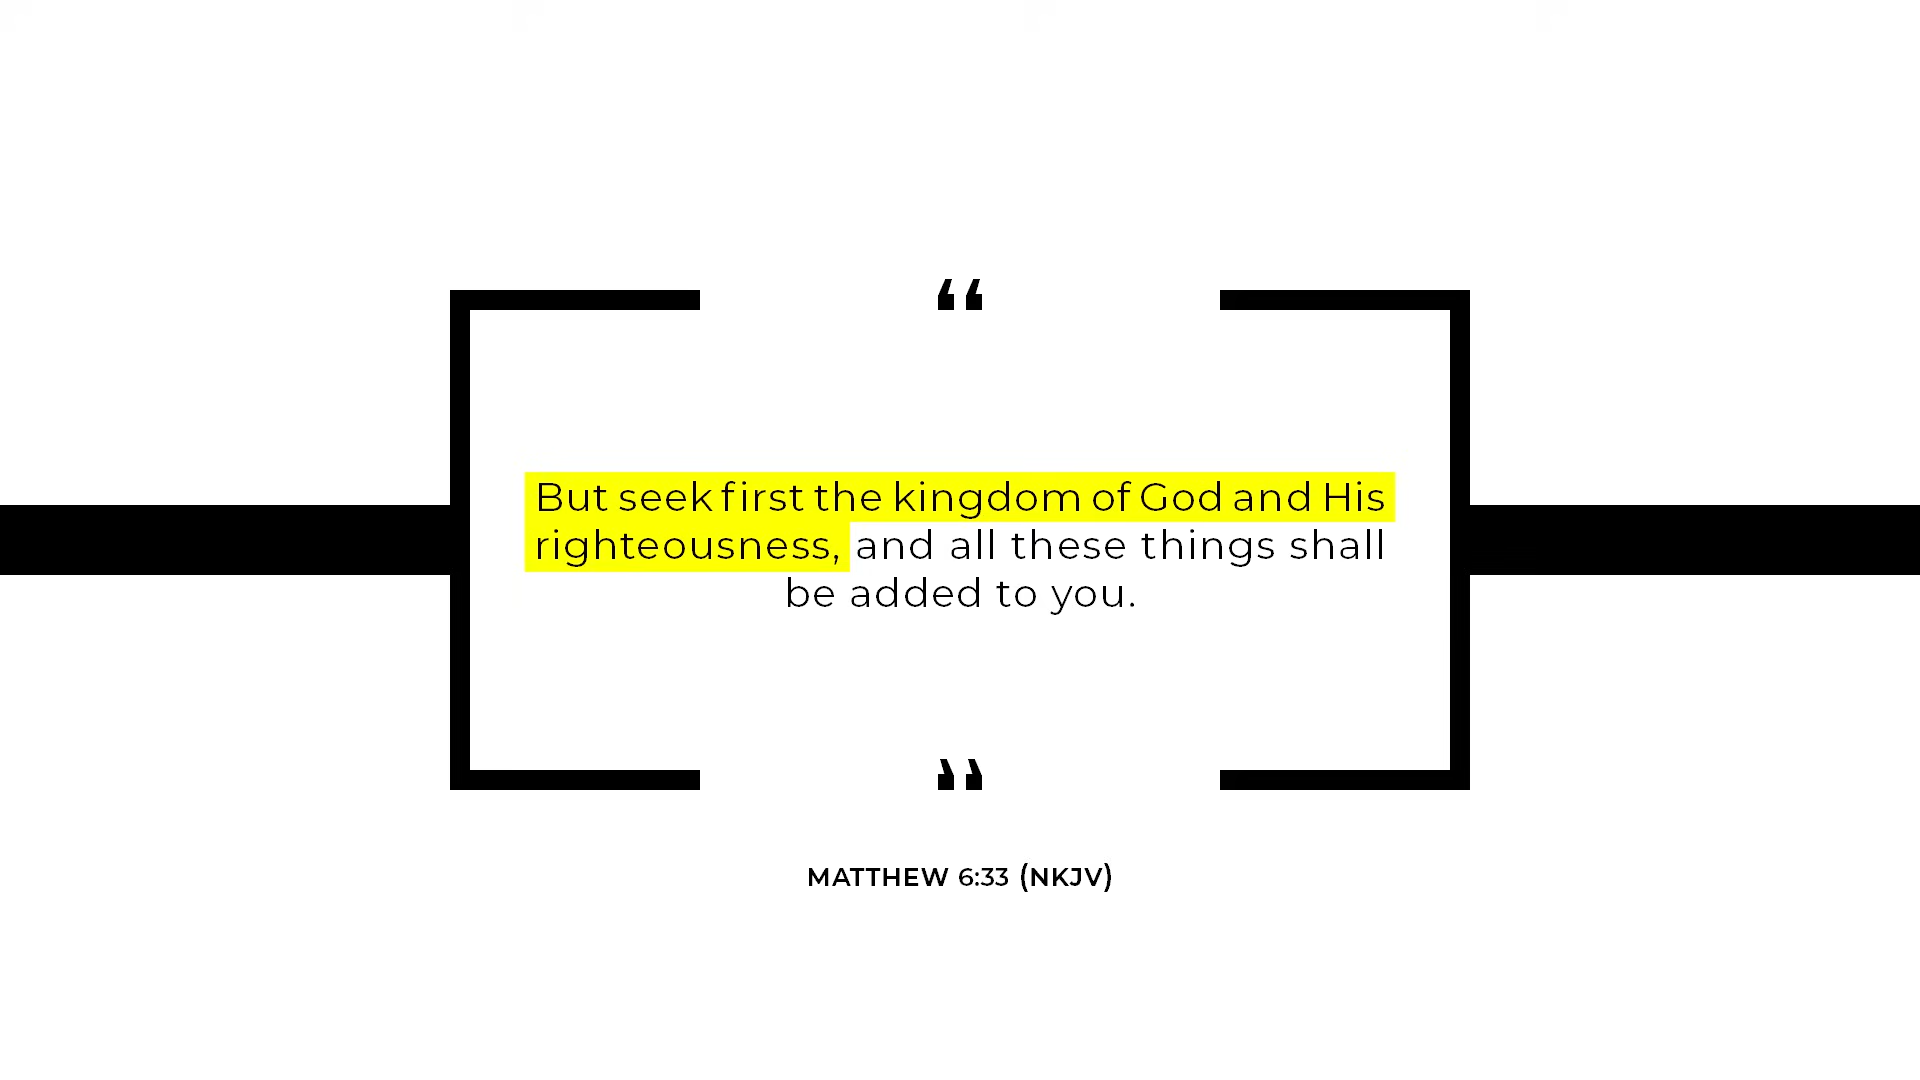 “
But seek first the kingdom of God and His
righteousness, and all these things shall
be added to you.
”
MATTHEW 6:33 (NKJV)